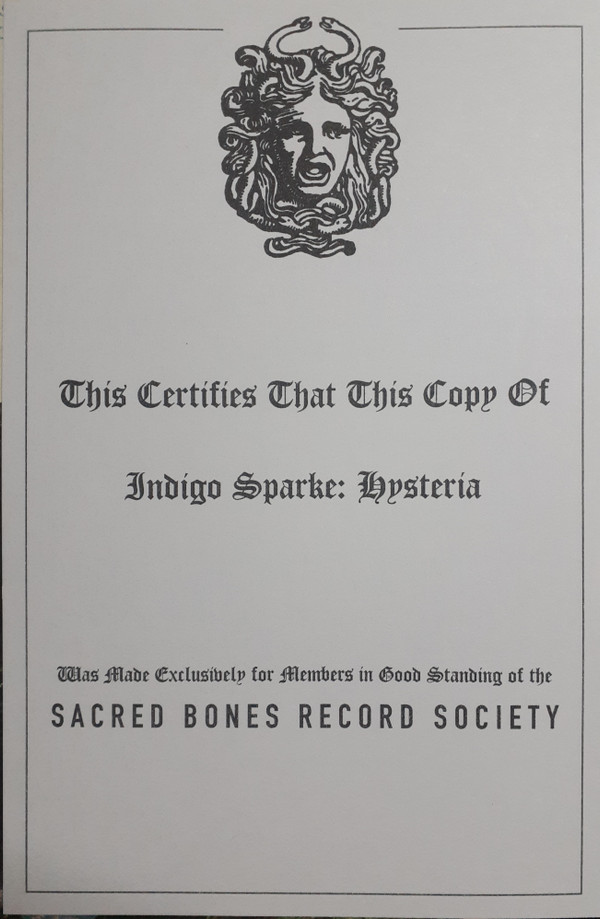 This Certifies That This Copy Of
Indigo Sparke: Hysteria
Was Made Exclusively for Members in Good Standing of the
SACRED BONES RECORD SOCIETY